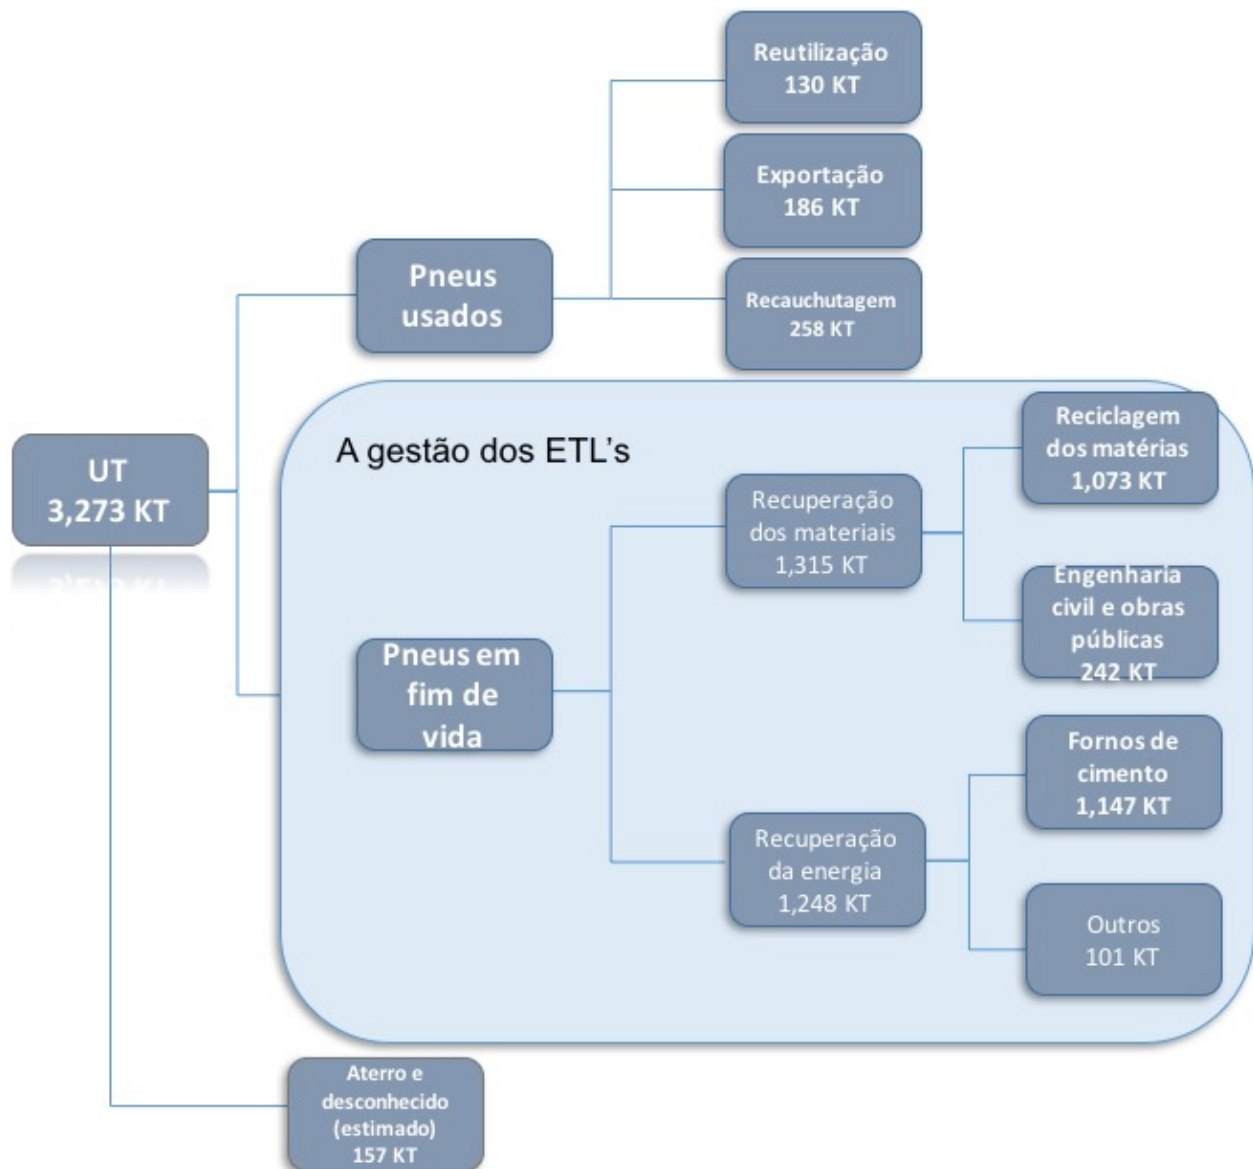 Reutilização
130 KT
Exportação
186 KT
Pneus
usados
Recauchutagem
258 KT
UT
3,273 KT
A gestão dos ETL’s
Reciclagem
dos matérias
1,073 KT
Recuperação
dos materiais
1,315 KT
Engenharia
civil e obras
públicas
242 KT
Pneus em
fim de
vida
Fornos de
cimento
1,147 KT
Recuperação
da energia
1,248 KT
Outros
101 KT
Aterro e
desconhecido
(estimado)
157 KT